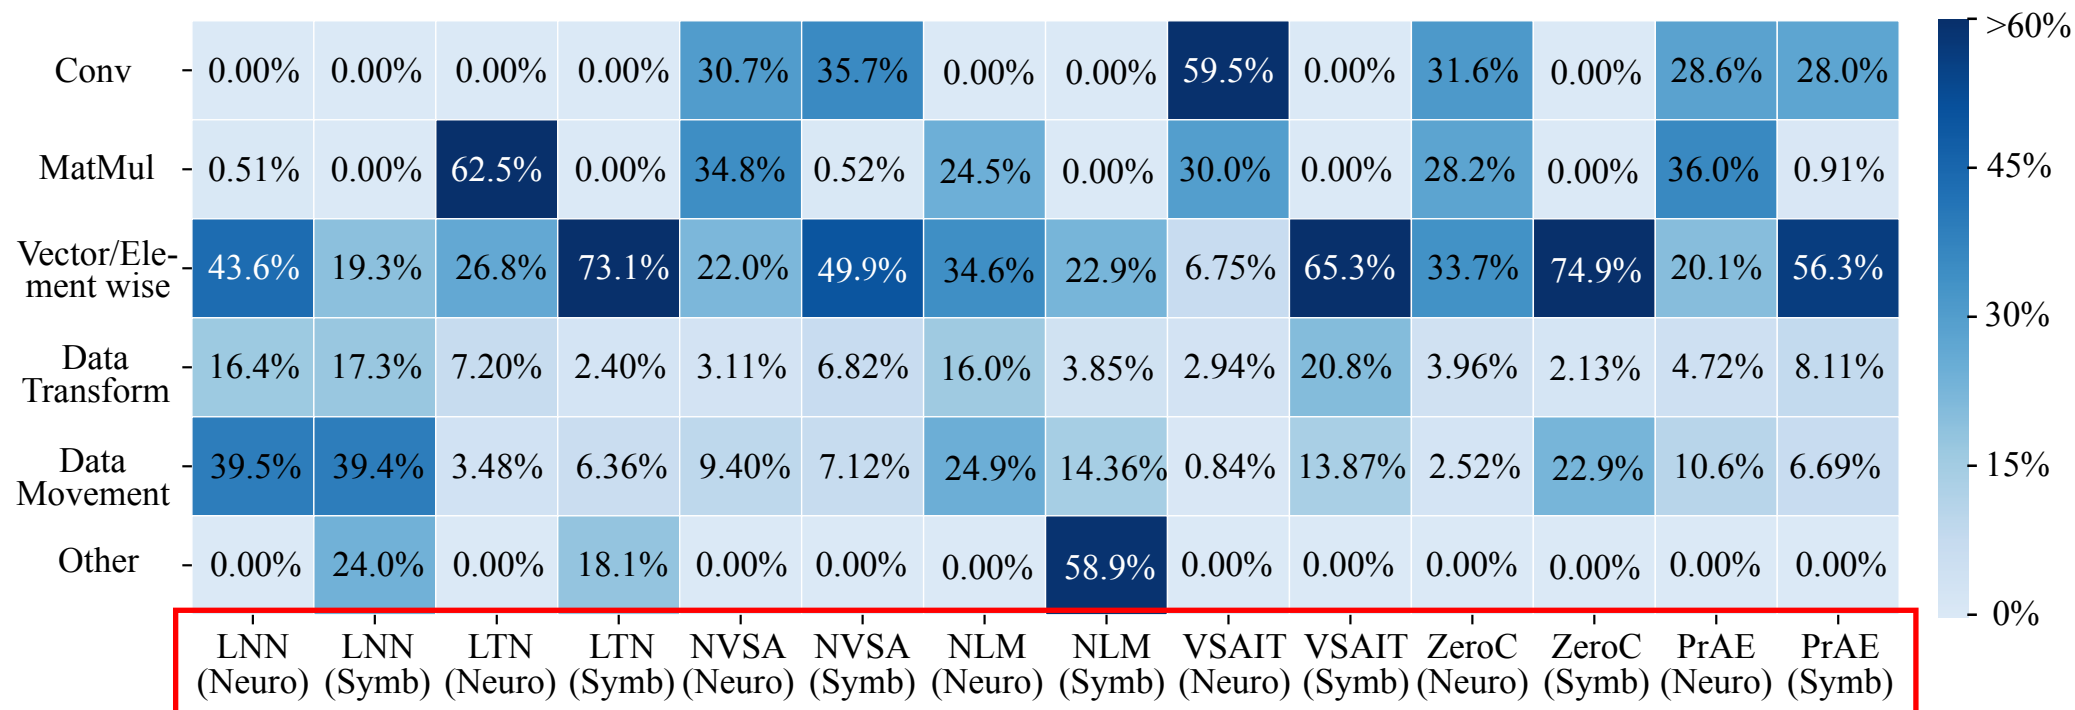 Conv 0.00% 0.00% 0.00% 0.00% 30.7% 35.7% 0.00% 0.00% 59.5% 0.00% 31.6% 0.00% 28.6% 28.0%
MatMul 0.51% 0.00% 62.5% 0.00% 34.8% 0.52% 24.5% 0.00% 30.0% 0.00% 28.2% 0.00% 36.0% 0.91%
Vector/Ele-
ment wise 43.6% 19.3% 26.8% 73.1% 22.0% 49.9% 34.6% 22.9% 6.75% 65.3% 33.7% 74.9% 20.1% 56.3%
Data
Transform 16.4% 17.3% 7.20% 2.40% 3.11% 6.82% 16.0% 3.85% 2.94% 20.8% 3.96% 2.13% 4.72% 8.11%
Data
Movement 39.5% 39.4% 3.48% 6.36% 9.40% 7.12% 24.9% 14.36% 0.84% 13.87% 2.52% 22.9% 10.6% 6.69%
Other 0.00% 24.0% 0.00% 18.1% 0.00% 0.00% 0.00% 58.9% 0.00% 0.00% 0.00% 0.00% 0.00% 0.00%
LNN LNN LTN LTN NVSA NVSA NLM NLM VSAIT VSAIT ZeroC ZeroC PrAE PrAE
(Neuro) (Symb) (Neuro) (Symb) (Neuro) (Symb) (Neuro) (Symb) (Neuro) (Symb) (Neuro) (Symb) (Neuro) (Symb)
>60%
45%
30%
15%
0%